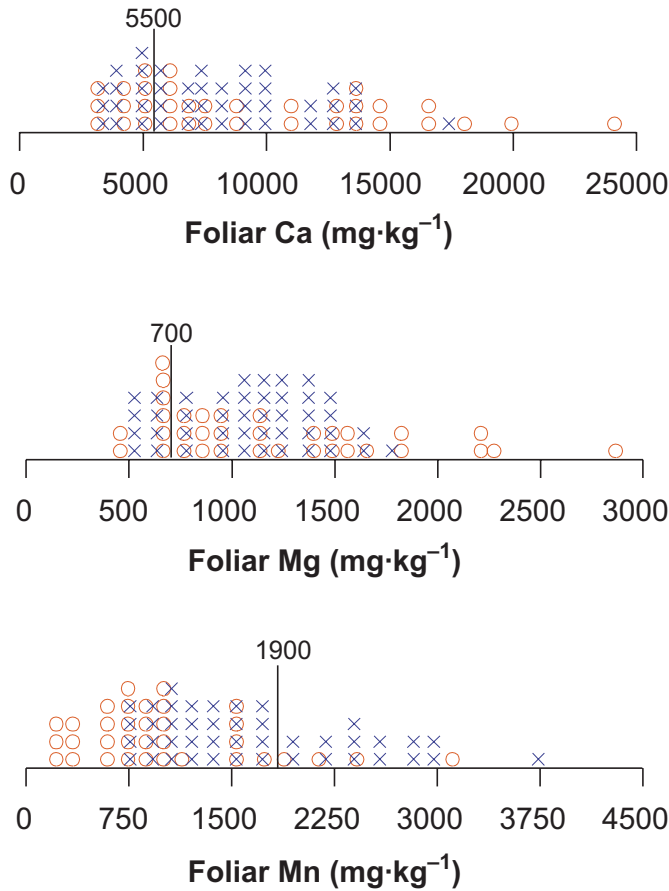 5500
0 5000 10000 15000 20000 25000
Foliar Ca (mg·kg⁻¹)
700
0 500 1000 1500 2000 2500 3000
Foliar Mg (mg·kg⁻¹)
1900
0 750 1500 2250 3000 3750 4500
Foliar Mn (mg·kg⁻¹)